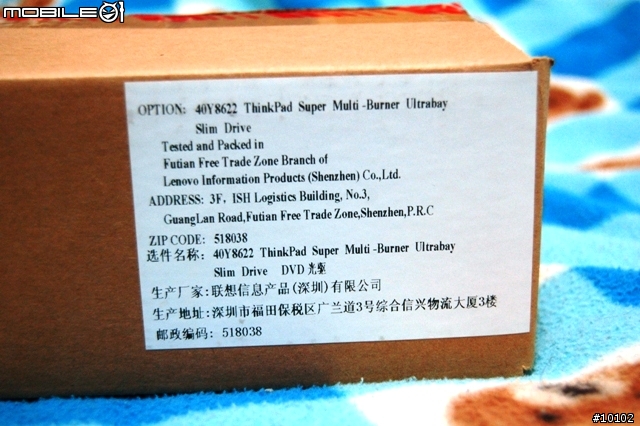 MOBILE01
OPTION: 40Y8622 ThinkPad Super Multi-Burner Ultrabay
Slim Drive
Tested and Packed in
Futian Free Trade Zone Branch of
Lenovo Information Products (Shenzhen) Co.,Ltd.
ADDRESS: 3F, ISH Logistics Building, No.3,
GuangLan Road,Futian Free Trade Zone,Shenzhen,P.R.C
ZIP CODE: 518038
选件名称: 40Y8622 ThinkPad Super Multi-Burner Ultrabay
Slim Drive DVD光驱
生产厂家:联想信息产品(深圳)有限公司
生产地址:深圳市福田保税区广兰道3号综合信兴物流大厦3楼
邮政编码: 518038
#10102